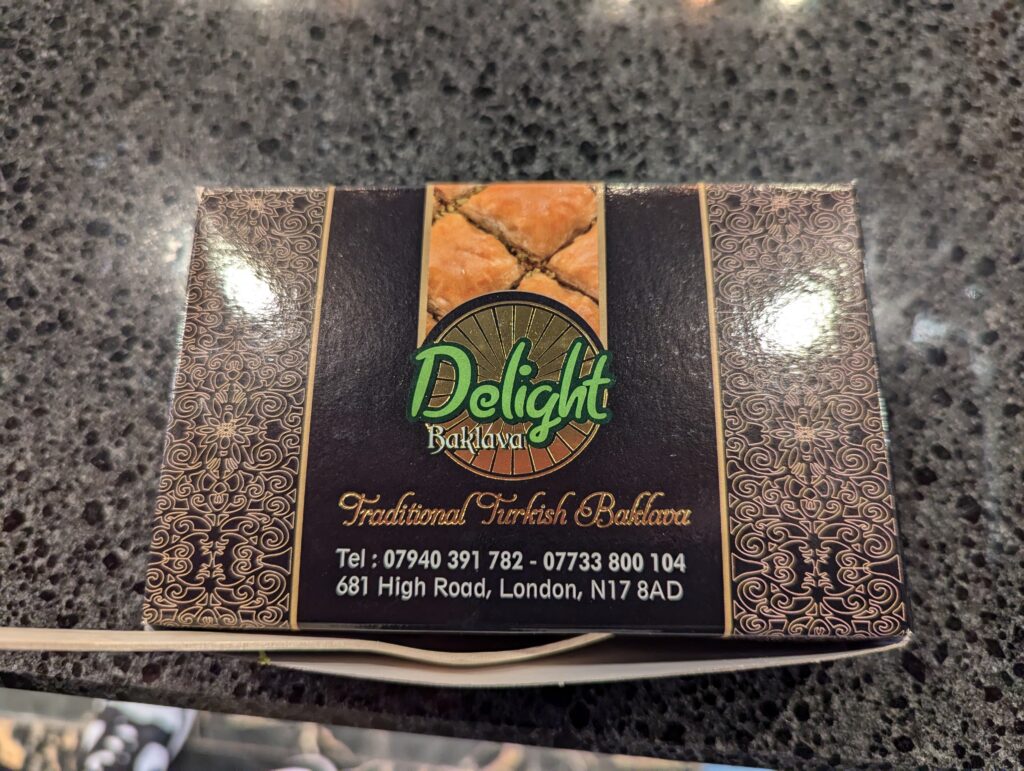 Delight
Baklava
Traditional Turkish Baklava
Tel : 07940 391 782 - 07733 800 104
681 High Road, London, N17 8AD